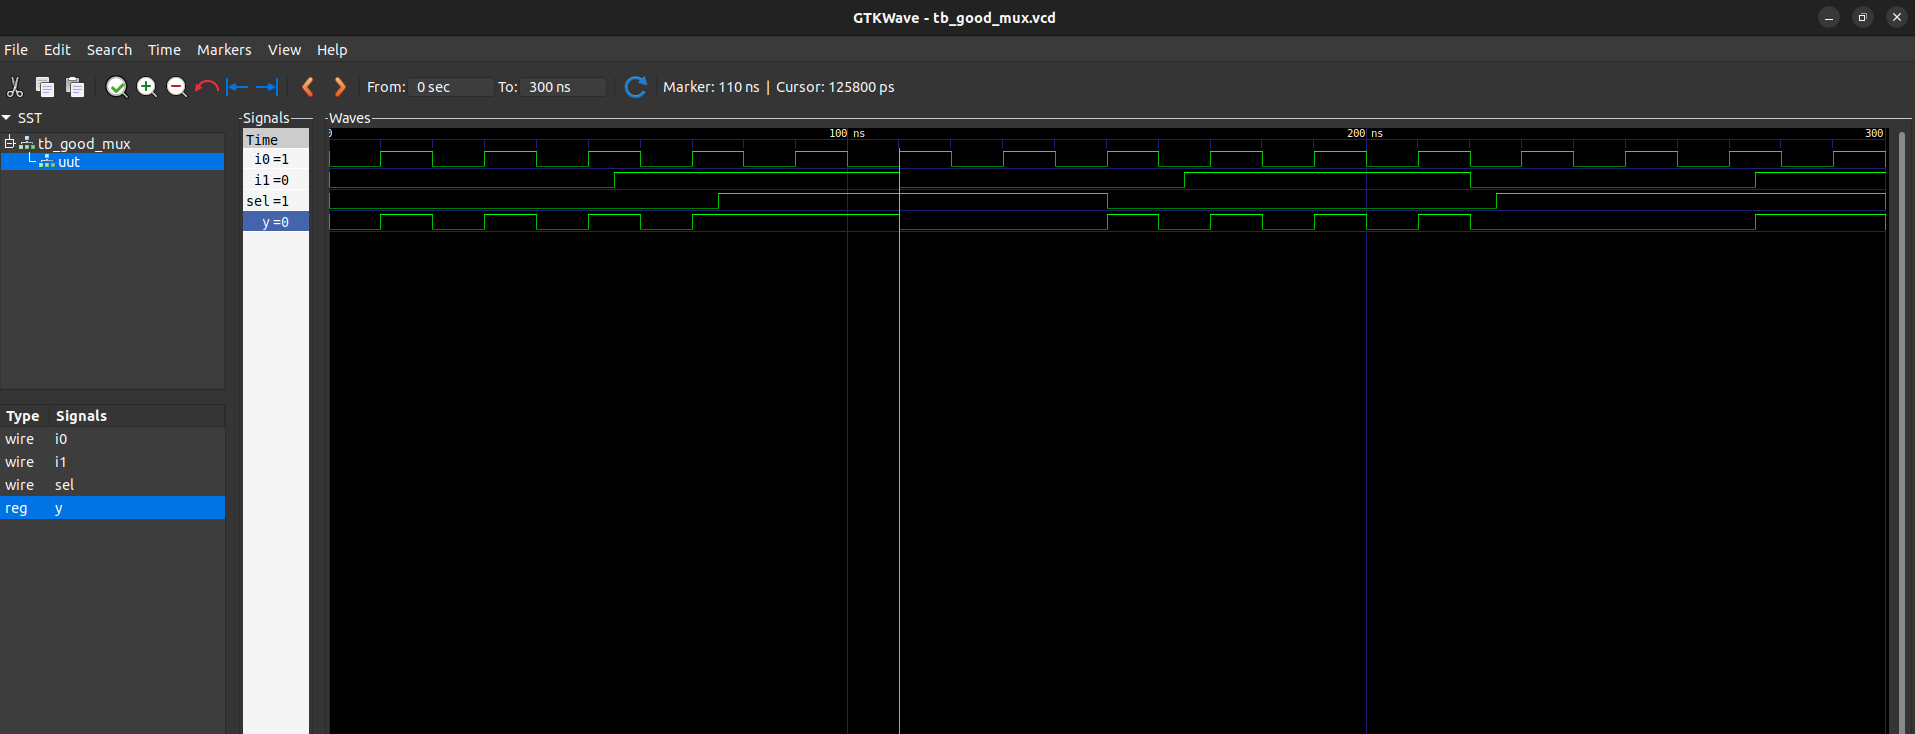 GTKWave - tb_good_mux.vcd
File Edit Search Time Markers View Help
From: 0 sec To: 300 ns Marker: 110 ns | Cursor: 125800 ps
SST
tb_good_mux
uut
Type Signals
wire i0
wire i1
wire sel
reg y
Signals
Time
i0=1
i1=0
sel=1
y=0
Waves
0 100 ns 200 ns 300